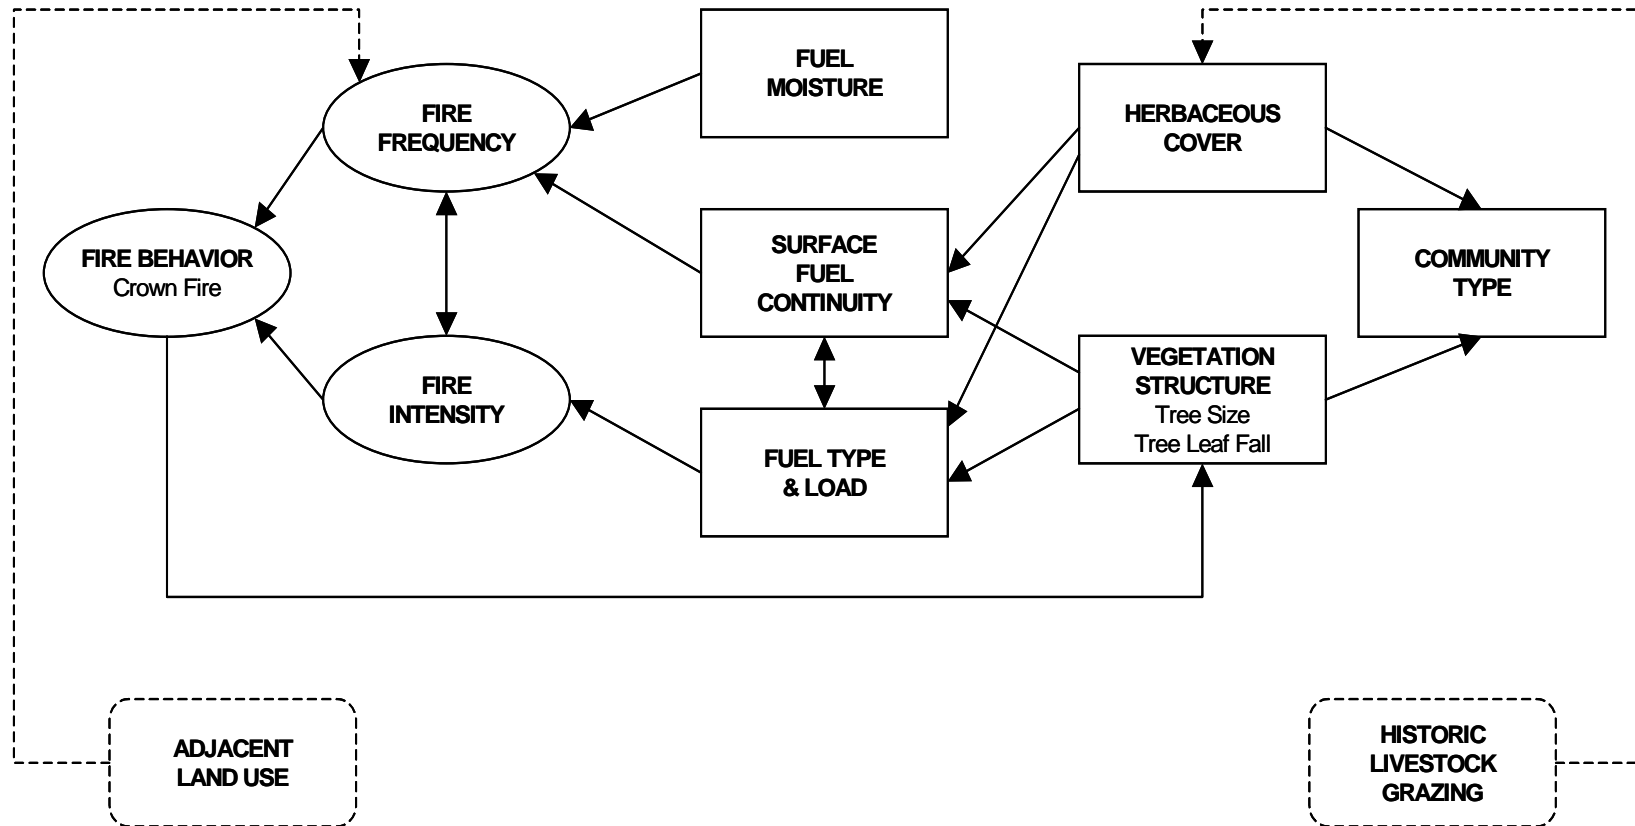 FUEL
MOISTURE
FIRE
FREQUENCY
HERBACEOUS
COVER
FIRE BEHAVIOR
Crown Fire
SURFACE
FUEL
CONTINUITY
COMMUNITY
TYPE
FIRE
INTENSITY
VEGETATION
STRUCTURE
Tree Size
Tree Leaf Fall
FUEL TYPE
& LOAD
ADJACENT
LAND USE
HISTORIC
LIVESTOCK
GRAZING